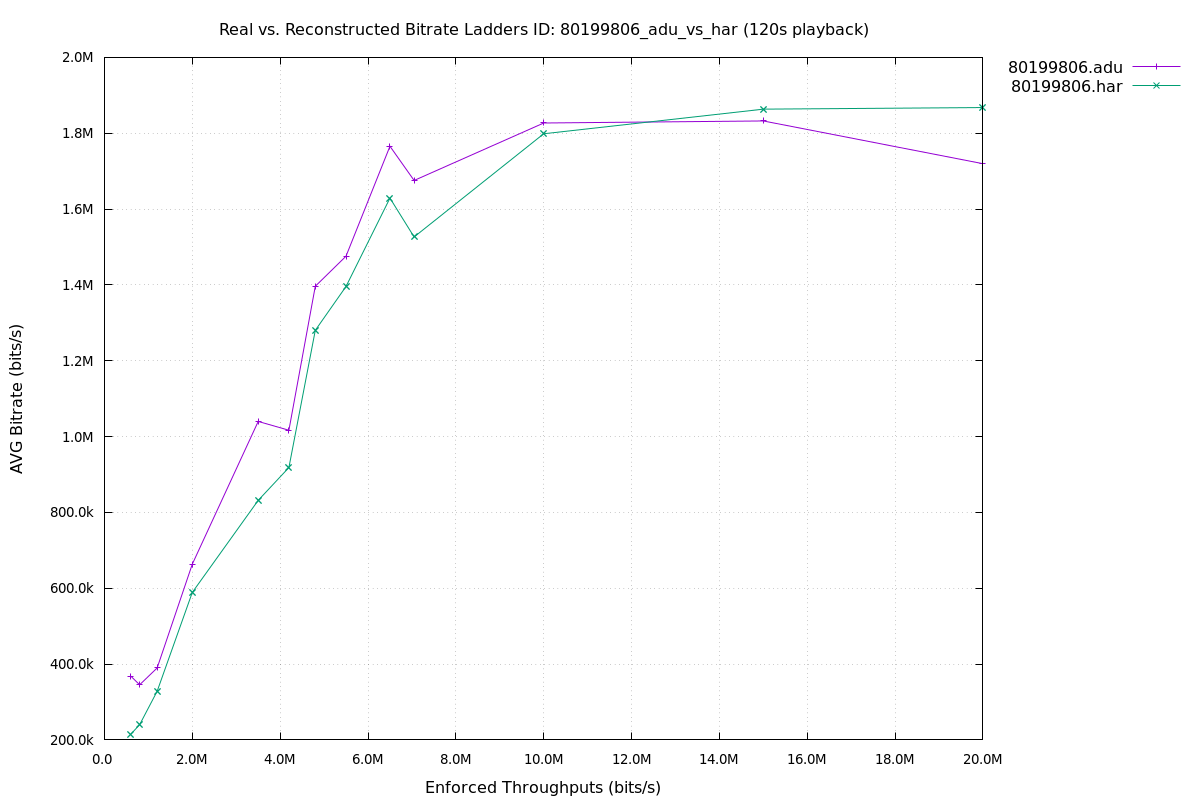 Real vs. Reconstructed Bitrate Ladders ID: 80199806_adu_vs_har (120s playback)
80199806.adu
80199806.har
2.0M
1.8M
1.6M
1.4M
1.2M
1.0M
800.0k
600.0k
400.0k
200.0k
AVG Bitrate (bits/s)
0.0 2.0M 4.0M 6.0M 8.0M 10.0M 12.0M 14.0M 16.0M 18.0M 20.0M
Enforced Throughputs (bits/s)